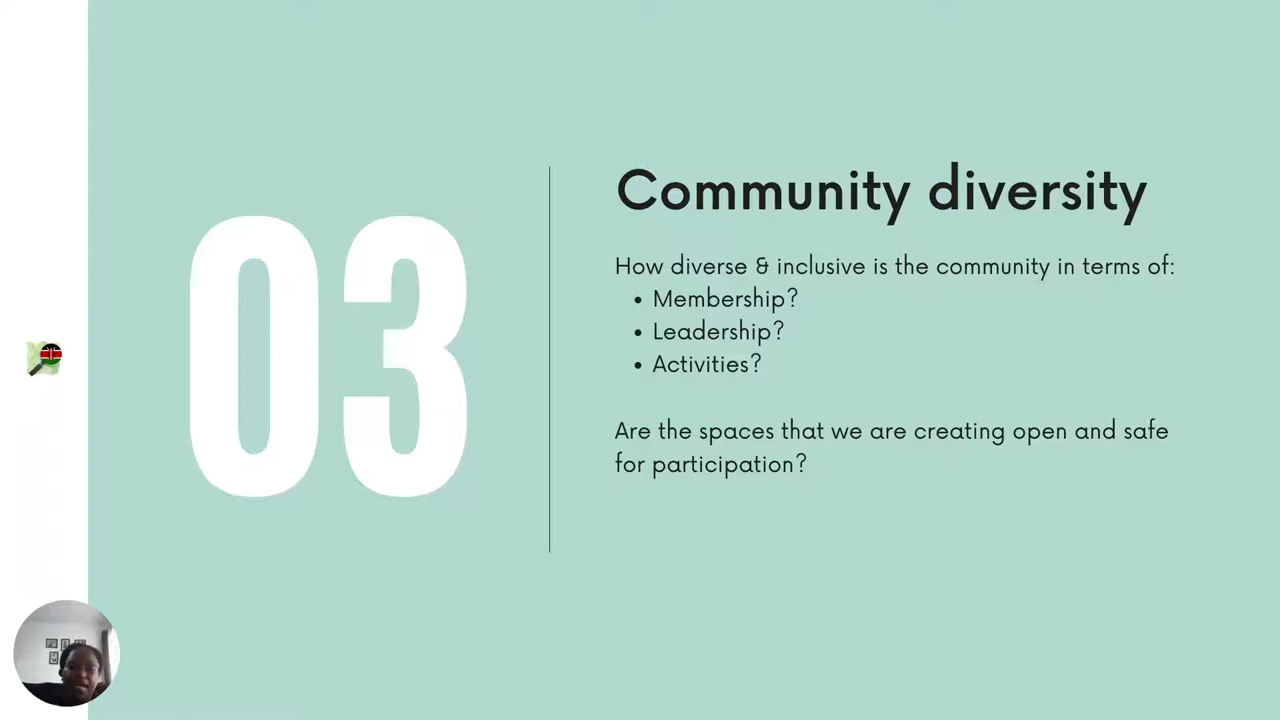 03
Community diversity
How diverse & inclusive is the community in terms of:
• Membership?
• Leadership?
• Activities?
Are the spaces that we are creating open and safe
for participation?